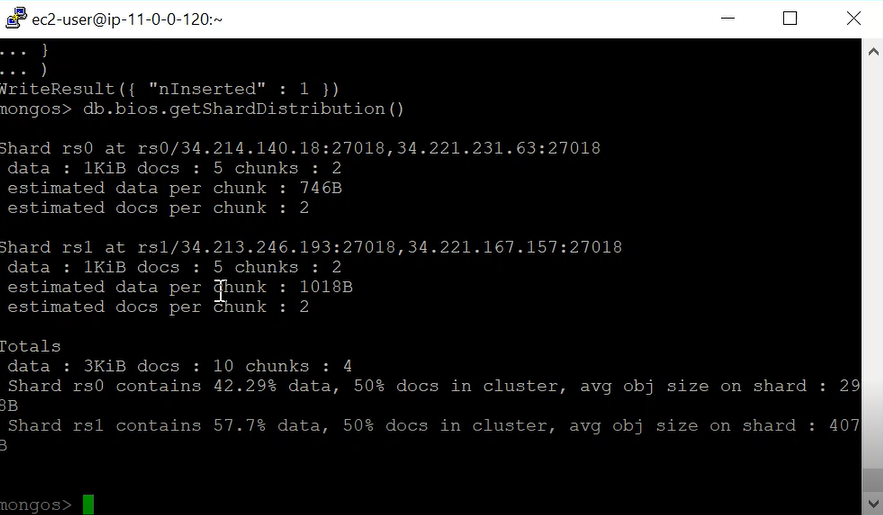 ec2-user@ip-11-0-0-120:~
... }
... )
WriteResult({ "nInserted" : 1 })
mongos> db.bios.getShardDistribution()
Shard rs0 at rs0/34.214.140.18:27018,34.221.231.63:27018
data : 1KiB docs : 5 chunks : 2
estimated data per chunk : 746B
estimated docs per chunk : 2
Shard rs1 at rs1/34.213.246.193:27018,34.221.167.157:27018
data : 1KiB docs : 5 chunks : 2
estimated data per chunk : 1018B
estimated docs per chunk : 2
Totals
data : 3KiB docs : 10 chunks : 4
Shard rs0 contains 42.29% data, 50% docs in cluster, avg obj size on shard : 29
8B
Shard rs1 contains 57.7% data, 50% docs in cluster, avg obj size on shard : 407
B
mongos>